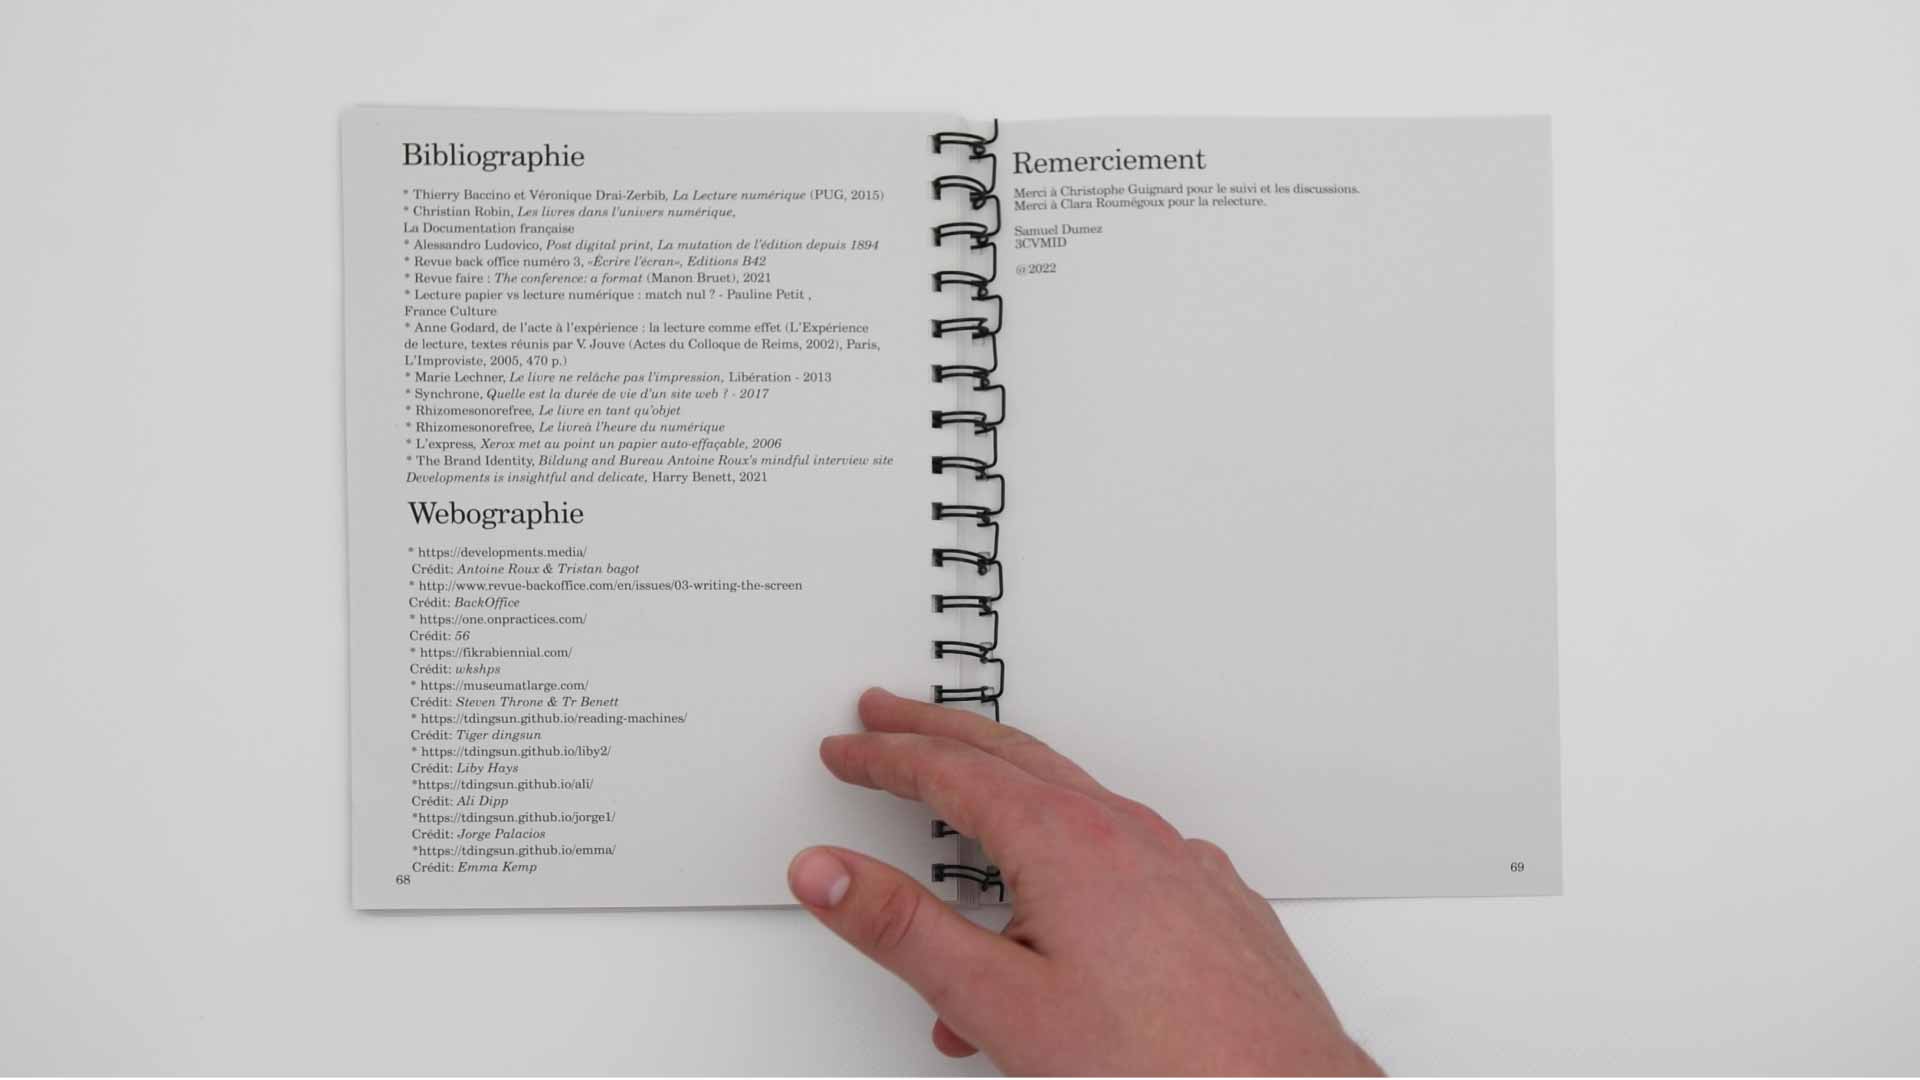 Bibliographie
* Thierry Baccino et Véronique Drai-Zerbib, La Lecture numérique (PUG, 2015)
* Christian Robin, Les livres dans l'univers numérique,
La Documentation française
* Alessandro Ludovico, Post digital print, La mutation de l'édition depuis 1894
* Revue back office numéro 3, «Écrire l'écran», Editions B42
* Revue faire : The conference: a format (Manon Bruet), 2021
* Lecture papier vs lecture numérique : match nul ? - Pauline Petit ,
France Culture
* Anne Godard, de l'acte à l'expérience : la lecture comme effet (L'Expérience
de lecture, textes réunis par V. Jouve (Actes du Colloque de Reims, 2002), Paris,
L'Improviste, 2005, 470 p.)
* Marie Lechner, Le livre ne relâche pas l'impression, Libération - 2013
* Synchrone, Quelle est la durée de vie d'un site web ? - 2017
* Rhizomesonorefree, Le livre en tant qu'objet
* Rhizomesonorefree, Le livreà l'heure du numérique
* L'express, Xerox met au point un papier auto-effaçable, 2006
* The Brand Identity, Bildung and Bureau Antoine Roux's mindful interview site
Developments is insightful and delicate, Harry Benett, 2021
Webographie
* https://developments.media/
Crédit: Antoine Roux & Tristan bagot
* http://www.revue-backoffice.com/en/issues/03-writing-the-screen
Crédit: BackOffice
* https://one.onpractices.com/
Crédit: 56
* https://fikrabiennial.com/
Crédit: wkshps
* https://museumatlarge.com/
Crédit: Steven Throne & Tr Benett
* https://tdingsun.github.io/reading-machines/
Crédit: Tiger dingsun
* https://tdingsun.github.io/liby2/
Crédit: Liby Hays
*https://tdingsun.github.io/ali/
Crédit: Ali Dipp
*https://tdingsun.github.io/jorge1/
Crédit: Jorge Palacios
*https://tdingsun.github.io/emma/
Crédit: Emma Kemp
68
Remerciement
Merci à Christophe Guignard pour le suivi et les discussions.
Merci à Clara Roumégoux pour la relecture.
Samuel Dumez
3CVMID
@2022
69